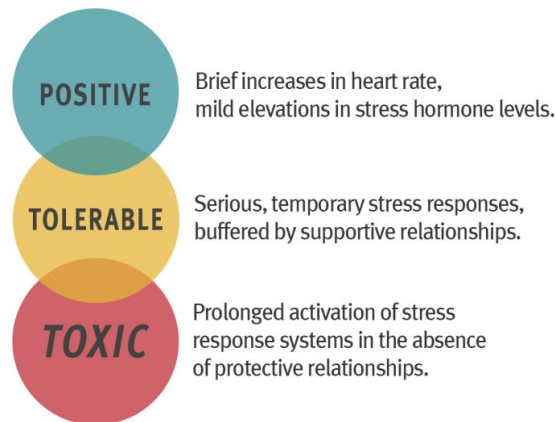 POSITIVE
Brief increases in heart rate,
mild elevations in stress hormone levels.
TOLERABLE
Serious, temporary stress responses,
buffered by supportive relationships.
TOXIC
Prolonged activation of stress
response systems in the absence
of protective relationships.